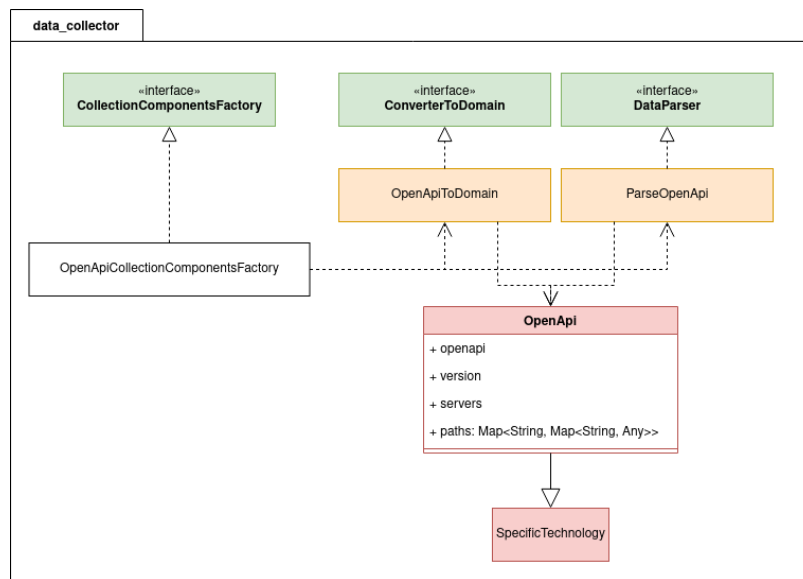 data_collector
«interface»
CollectionComponentsFactory
«interface»
ConverterToDomain
«interface»
DataParser
OpenApiToDomain
ParseOpenApi
OpenApiCollectionComponentsFactory
OpenApi
+ openapi
+ version
+ servers
+ paths: Map<String, Map<String, Any>>
SpecificTechnology